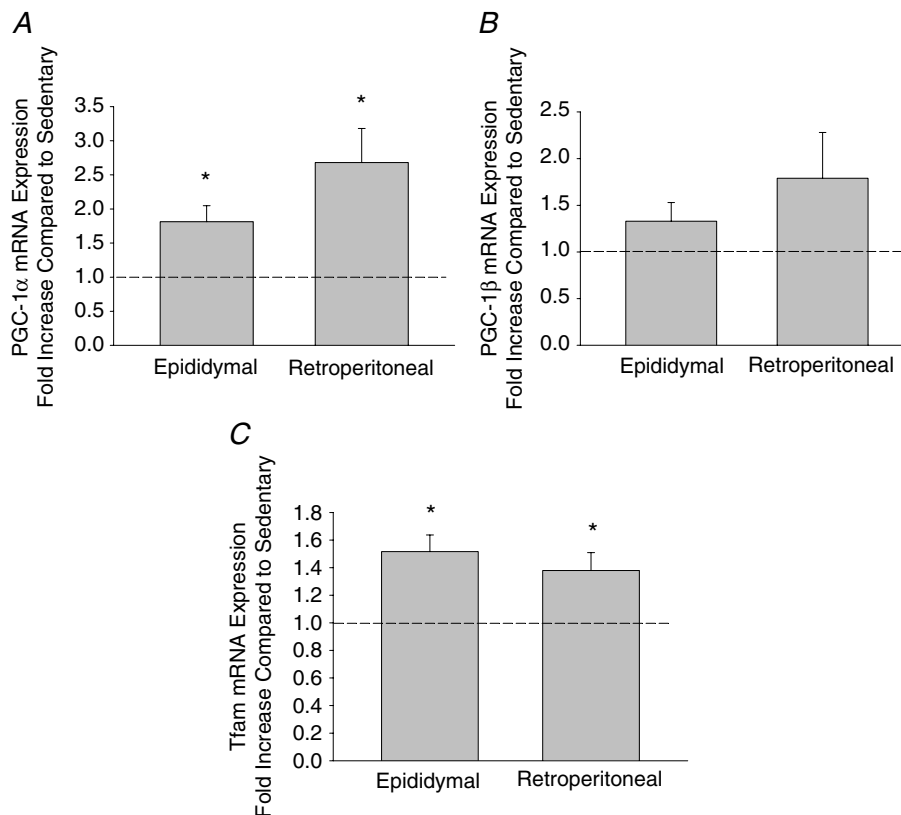 A
PGC-1α mRNA Expression
Fold Increase Compared to Sedentary
3.5
3.0
2.5
2.0
1.5
1.0
0.5
0.0
*
*
Epididymal
Retroperitoneal
B
PGC-1β mRNA Expression
Fold Increase Compared to Sedentary
2.5
2.0
1.5
1.0
0.5
0.0
Epididymal
Retroperitoneal
C
Tfam mRNA Expression
Fold Increase Compared to Sedentary
1.8
1.6
1.4
1.2
1.0
0.8
0.6
0.4
0.2
0.0
*
*
Epididymal
Retroperitoneal